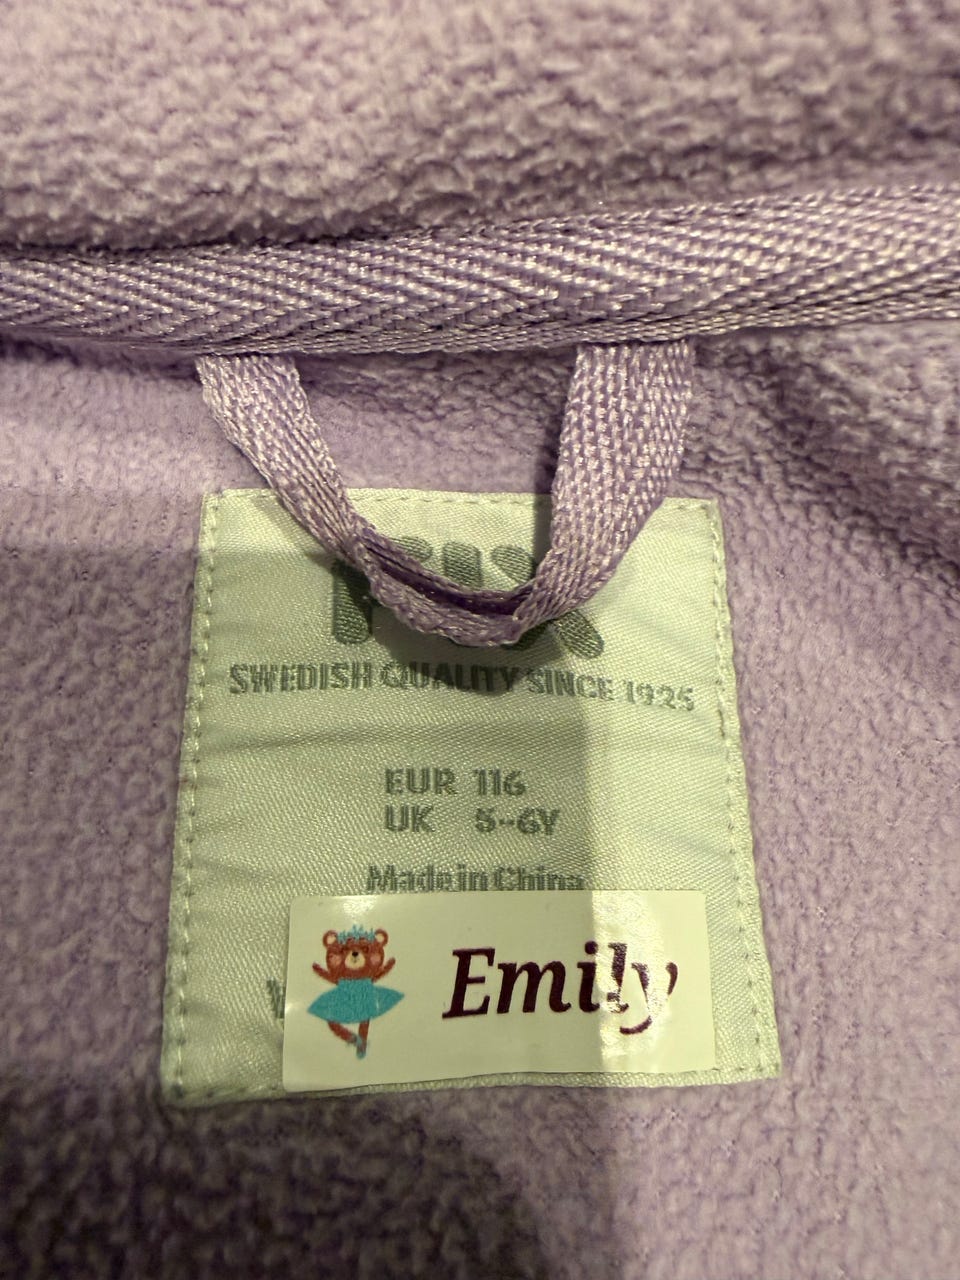 SWEDISH QUALITY SINCE 1925
EUR 116
UK 5-6Y
Made in China
Emily